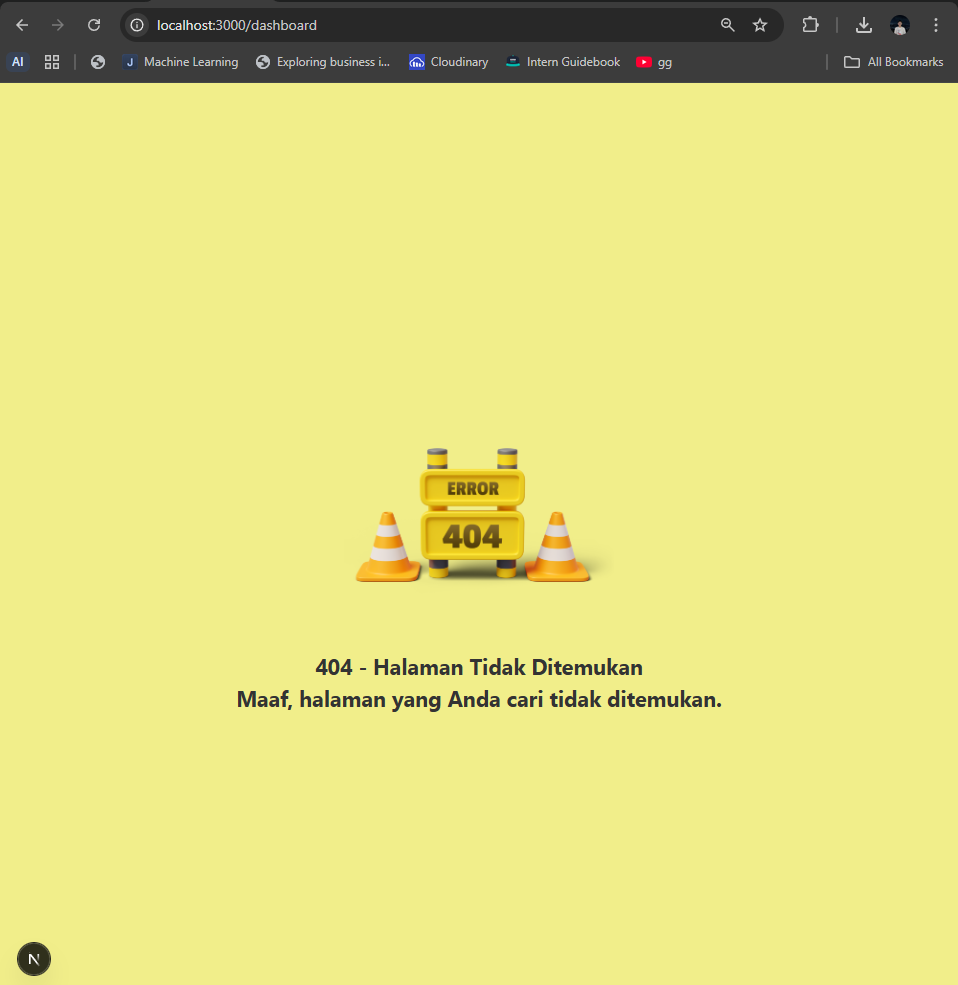 localhost:3000/dashboard
AI
J Machine Learning
Exploring business i...
Cloudinary
Intern Guidebook
gg
All Bookmarks
ERROR
404
404 - Halaman Tidak Ditemukan
Maaf, halaman yang Anda cari tidak ditemukan.
N